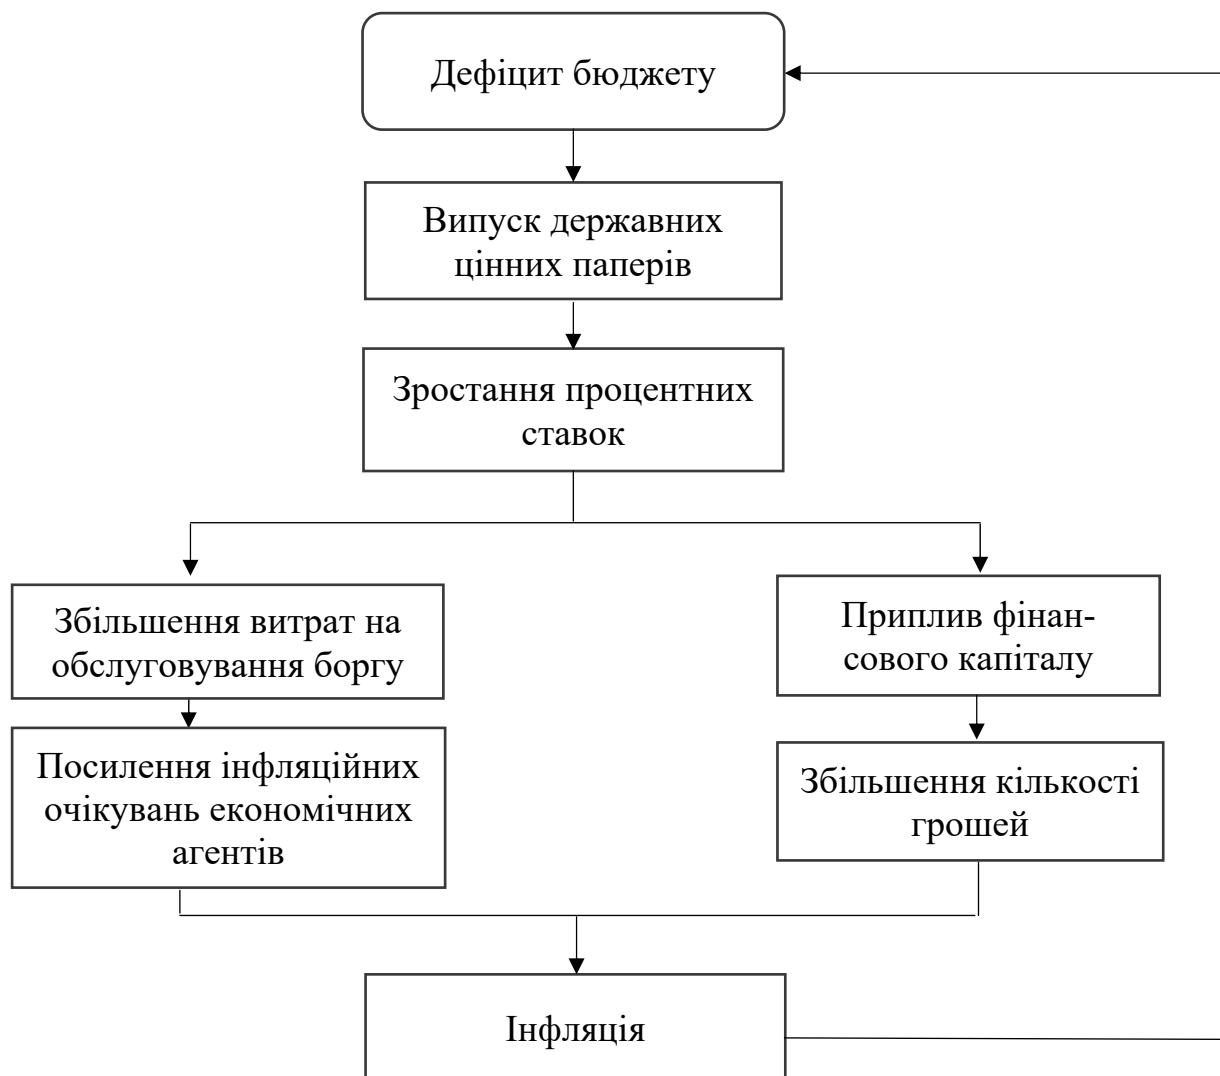 Дефіцит бюджету
Випуск державних
цінних паперів
Зростання процентних
ставок
Збільшення витрат на
обслуговування боргу
Приплив фінан-
сового капіталу
Посилення інфляційних
очікувань економічних
агентів
Збільшення кількості
грошей
Інфляція